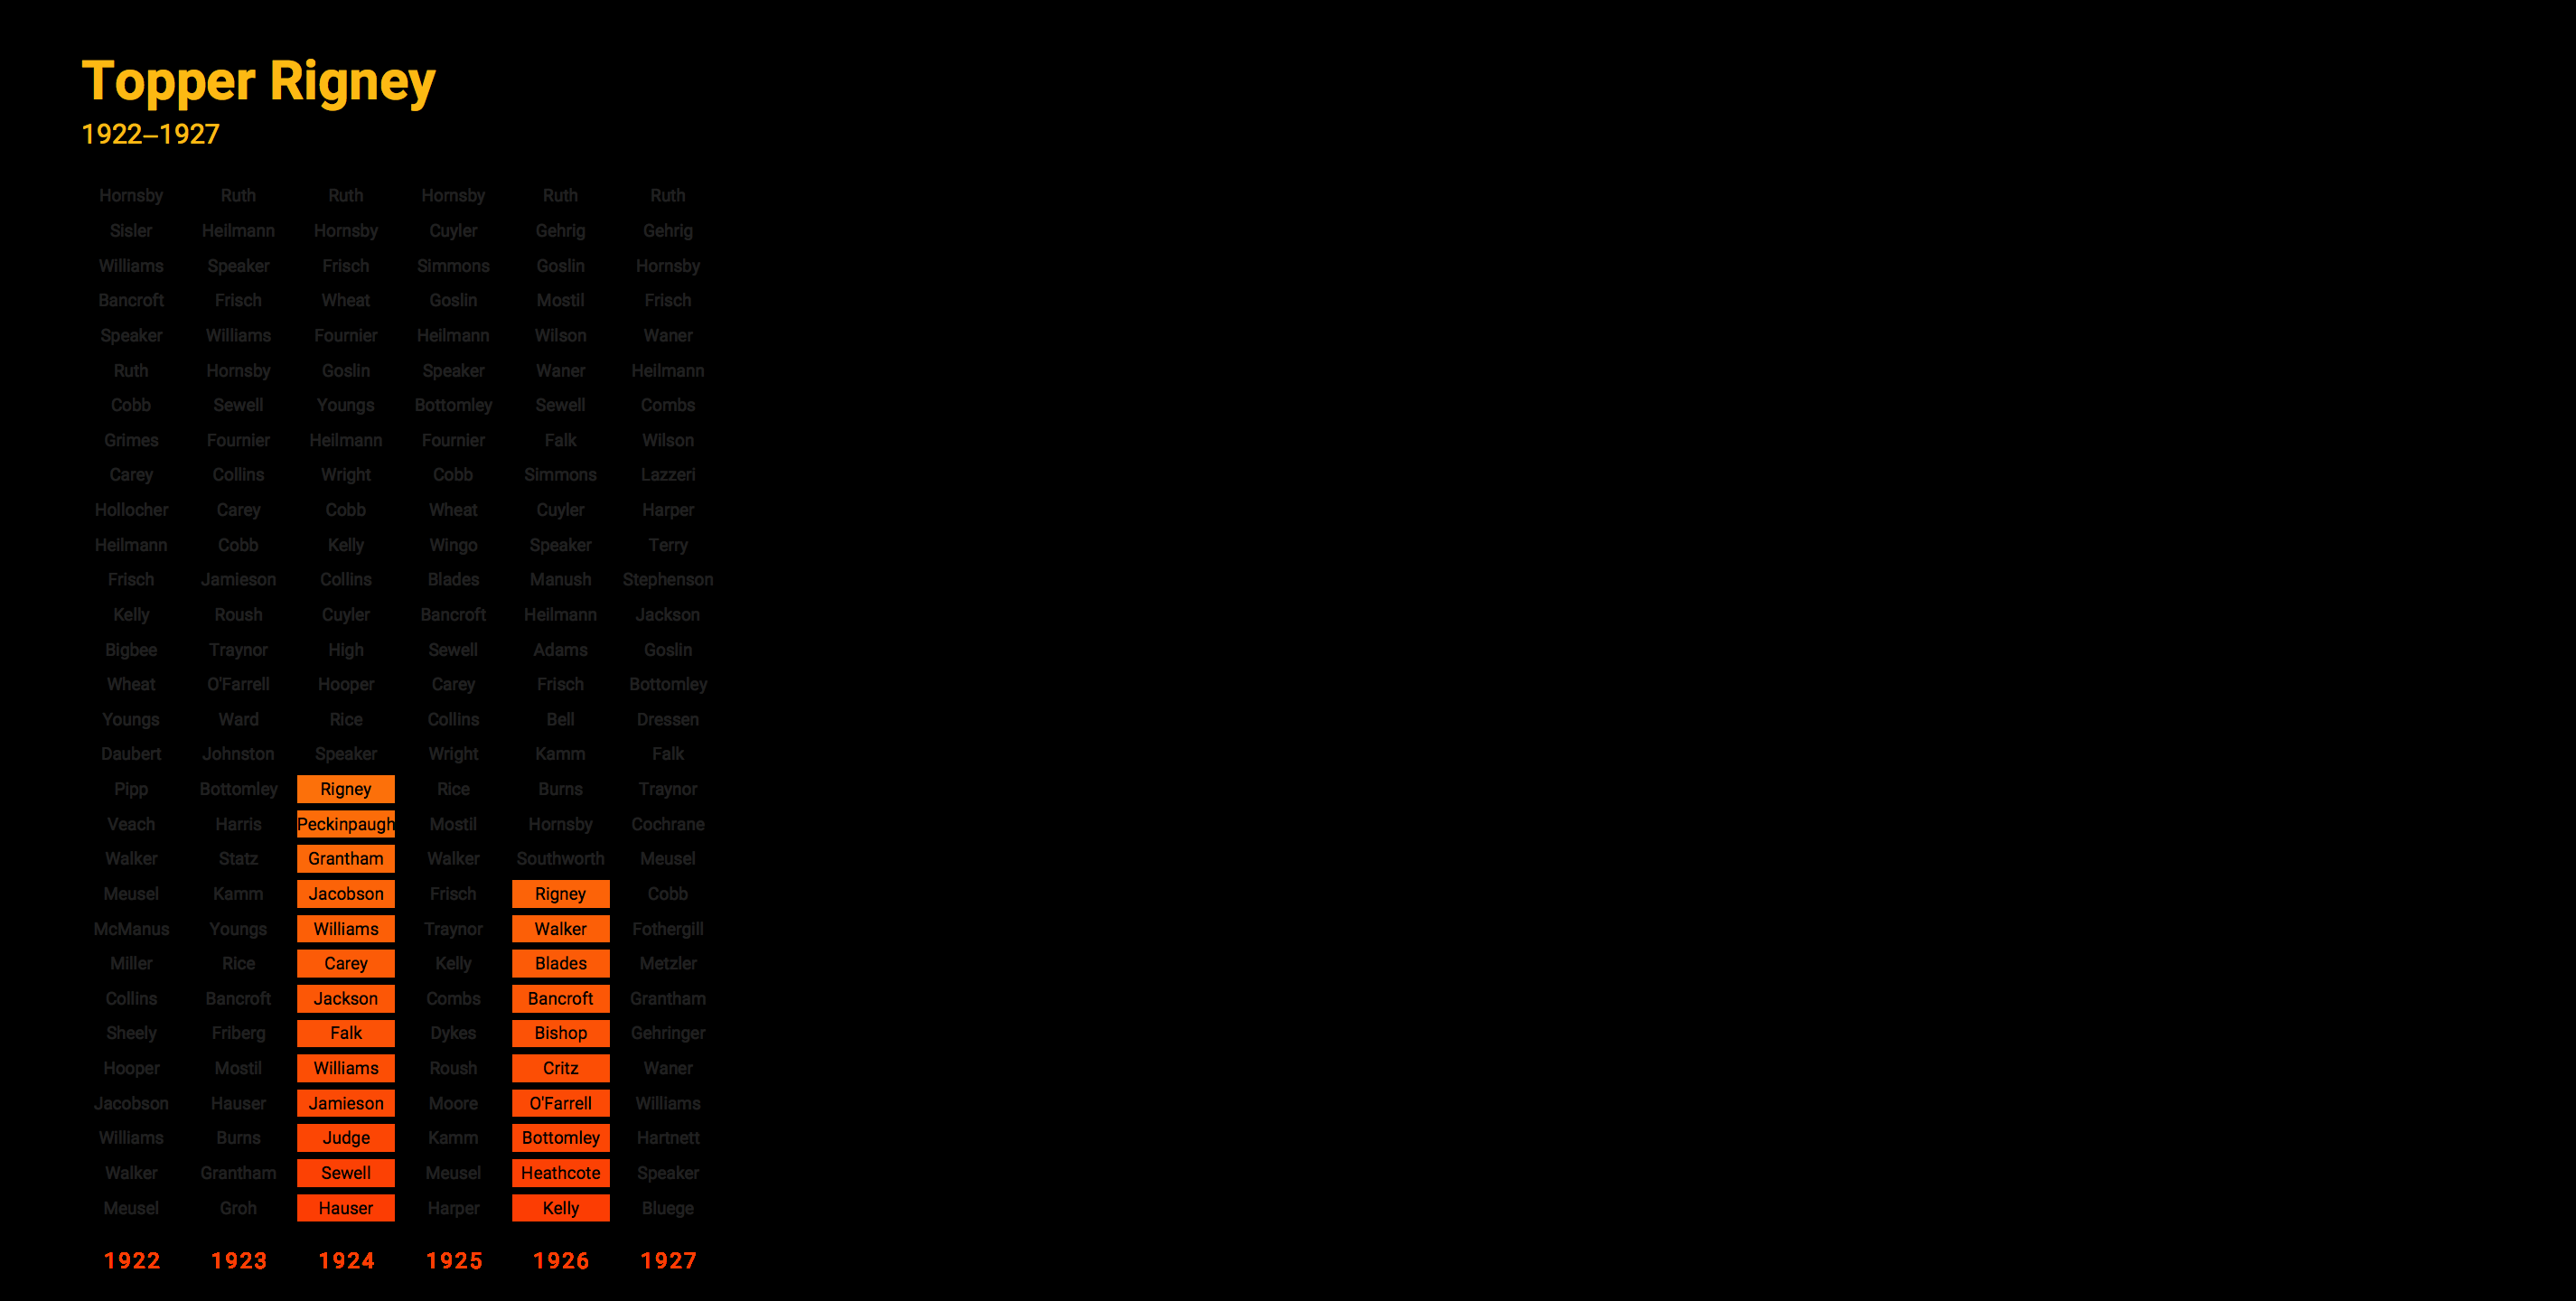 Topper Rigney
1922–1927
Hornsby Ruth Ruth Hornsby Ruth Ruth
Sisler Heilmann Hornsby Cuyler Gehrig Gehrig
Williams Speaker Frisch Simmons Goslin Hornsby
Bancroft Frisch Wheat Goslin Mostil Frisch
Speaker Williams Fournier Heilmann Wilson Waner
Ruth Hornsby Goslin Speaker Waner Heilmann
Cobb Sewell Youngs Bottomley Sewell Combs
Grimes Fournier Heilmann Fournier Falk Wilson
Carey Collins Wright Cobb Simmons Lazzeri
Hollocher Carey Cobb Wheat Cuyler Harper
Heilmann Cobb Kelly Wingo Speaker Terry
Frisch Jamieson Collins Blades Manush Stephenson
Kelly Roush Cuyler Bancroft Heilmann Jackson
Bigbee Traynor High Sewell Adams Goslin
Wheat O'Farrell Hooper Carey Frisch Bottomley
Youngs Ward Rice Collins Bell Dressen
Daubert Johnston Speaker Wright Kamm Falk
Pipp Bottomley Rigney Rice Burns Traynor
Veach Harris Peckinpaugh Mostil Hornsby Cochrane
Walker Statz Grantham Walker Southworth Meusel
Meusel Kamm Jacobson Frisch Rigney Cobb
McManus Youngs Williams Traynor Walker Fothergill
Miller Rice Carey Kelly Blades Metzler
Collins Bancroft Jackson Combs Bancroft Grantham
Sheely Friberg Falk Dykes Bishop Gehringer
Hooper Mostil Williams Roush Critz Waner
Jacobson Hauser Jamieson Moore O'Farrell Williams
Williams Burns Judge Kamm Bottomley Hartnett
Walker Grantham Sewell Meusel Heathcote Speaker
Meusel Groh Hauser Harper Kelly Bluege
1922 1923 1924 1925 1926 1927